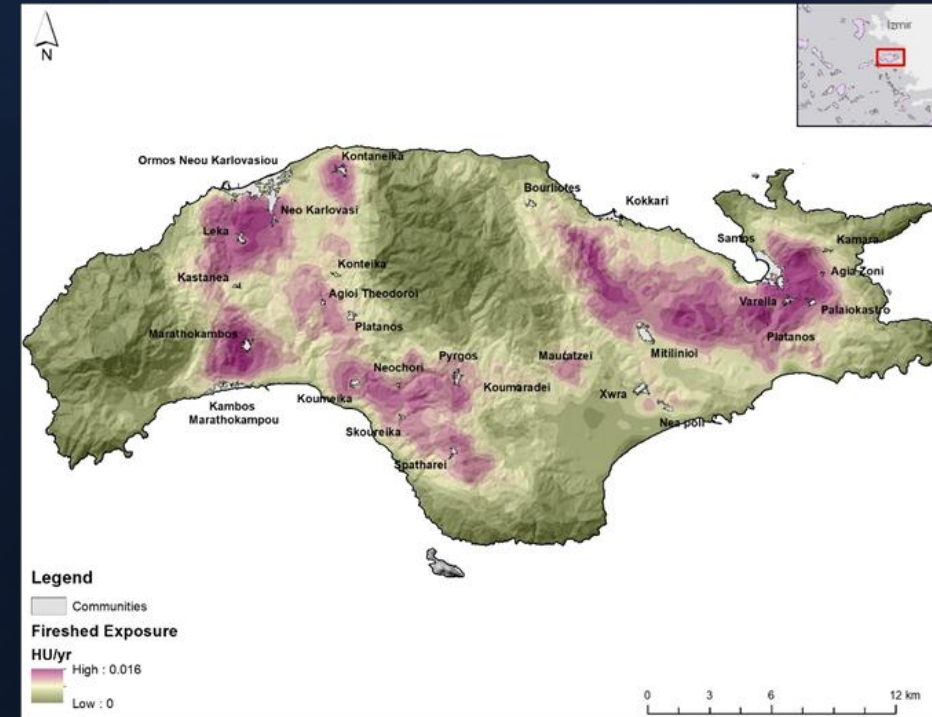 N
Izmir
Ormos Neou Karlovasiou
Kontaneika
Bourliotes
Kokkari
Neo Karlovasi
Leka
Samos
Kamara
Konteika
Kastanea
Agia Zoni
Agioi Theodoroi
Varella
Palaiokastro
Platanos
Marathokambos
Platanos
Mitilinioi
Neochori
Pyrgos
Mauratzei
Koumeika
Koumaradei
Xwra
Kambos
Marathokampou
Nea poli
Skoureika
Spatharei
Legend
Communities
Fireshed Exposure
HU/yr
High : 0.016
Low : 0
0 3 6 12 km